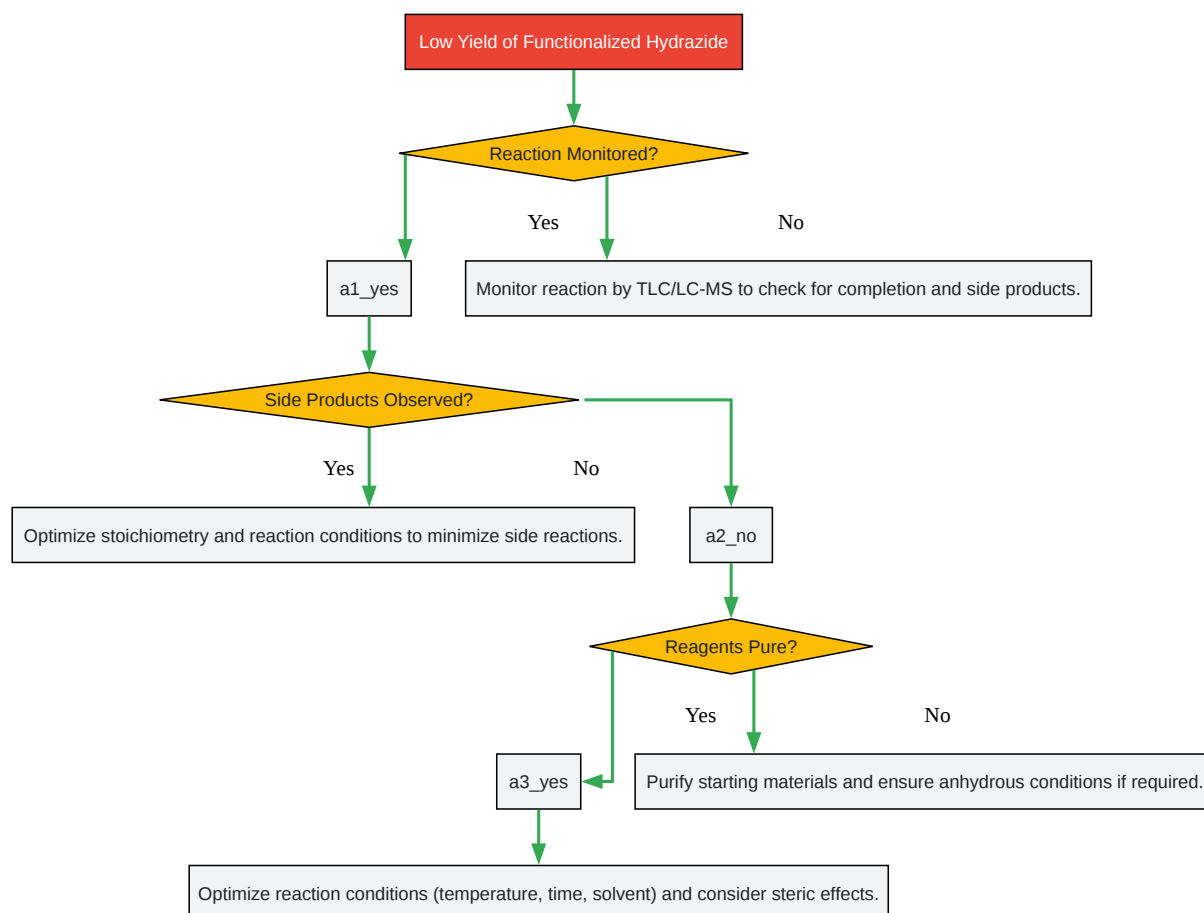 Low Yield of Functionalized Hydrazide
Reaction Monitored?
Yes
No
a1_yes
Monitor reaction by TLC/LC-MS to check for completion and side products.
Side Products Observed?
Yes
No
Optimize stoichiometry and reaction conditions to minimize side reactions.
a2_no
Reagents Pure?
Yes
No
a3_yes
Purify starting materials and ensure anhydrous conditions if required.
Optimize reaction conditions (temperature, time, solvent) and consider steric effects.